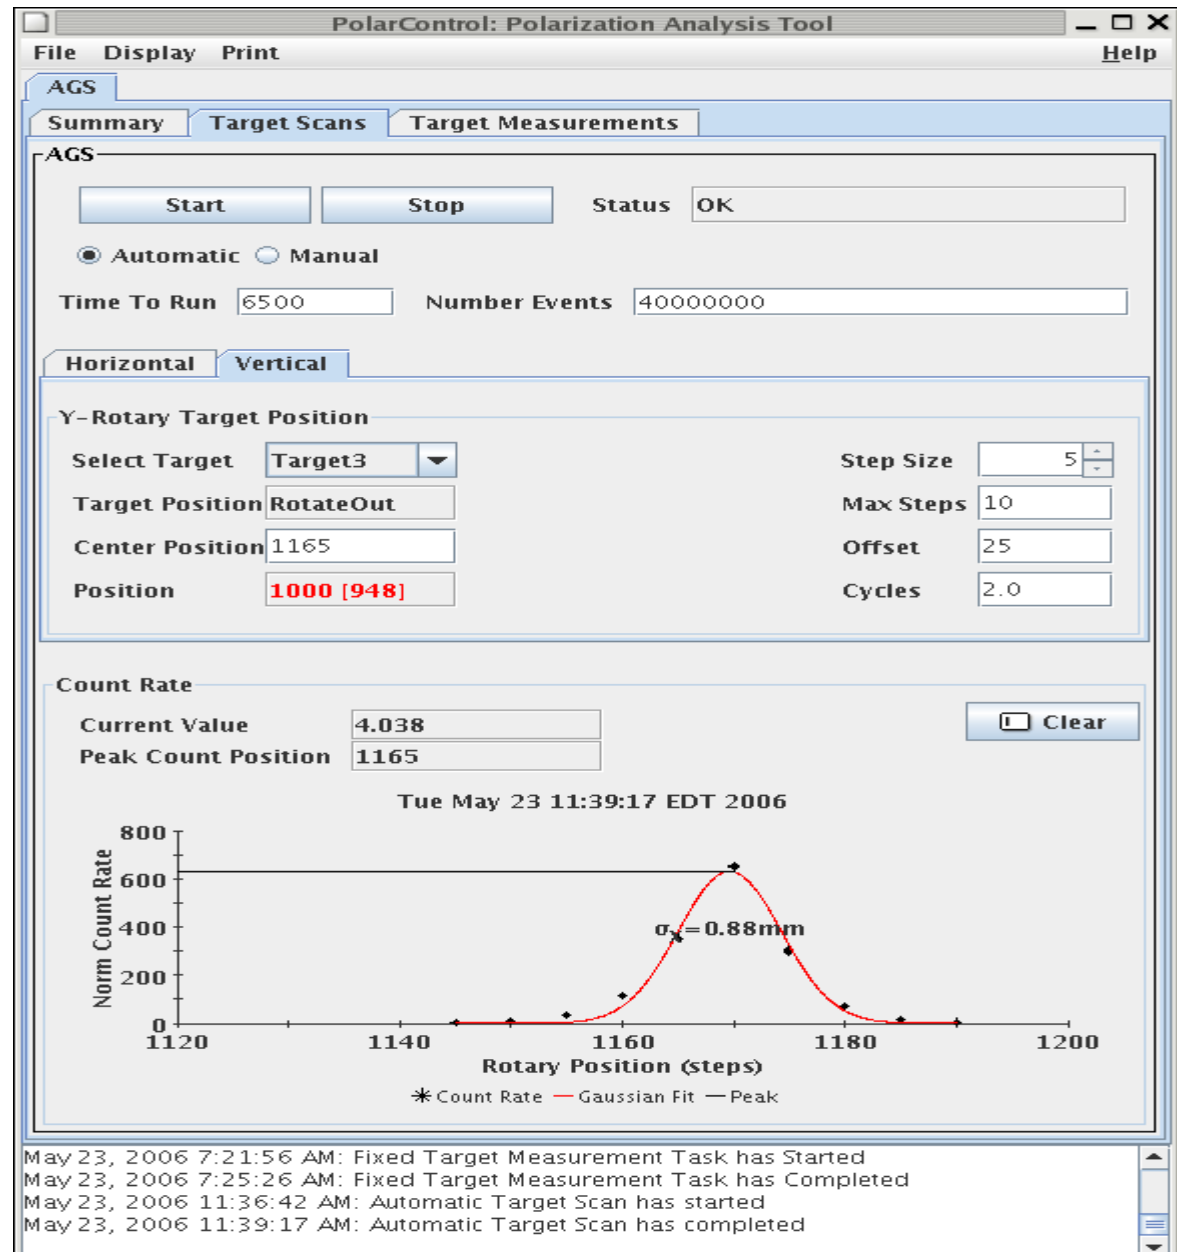 PolarControl: Polarization Analysis Tool
File Display Print Help
AGS
Summary Target Scans Target Measurements
AGS
Start Stop Status OK
Automatic Manual
Time To Run 6500 Number Events 40000000
Horizontal Vertical
Y-Rotary Target Position
Select Target Target3 Step Size 5
Target Position RotateOut Max Steps 10
Center Position 1165 Offset 25
Position 1000 [948] Cycles 2.0
Count Rate
Current Value 4.038 Clear
Peak Count Position 1165
Tue May 23 11:39:17 EDT 2006
Norm Count Rate
800
600
400
200
0
σx=0.88mm
1120 1140 1160 1180 1200
Rotary Position (steps)
Count Rate Gaussian Fit Peak
May 23, 2006 7:21:56 AM: Fixed Target Measurement Task has Started
May 23, 2006 7:25:26 AM: Fixed Target Measurement Task has Completed
May 23, 2006 11:36:42 AM: Automatic Target Scan has started
May 23, 2006 11:39:17 AM: Automatic Target Scan has completed